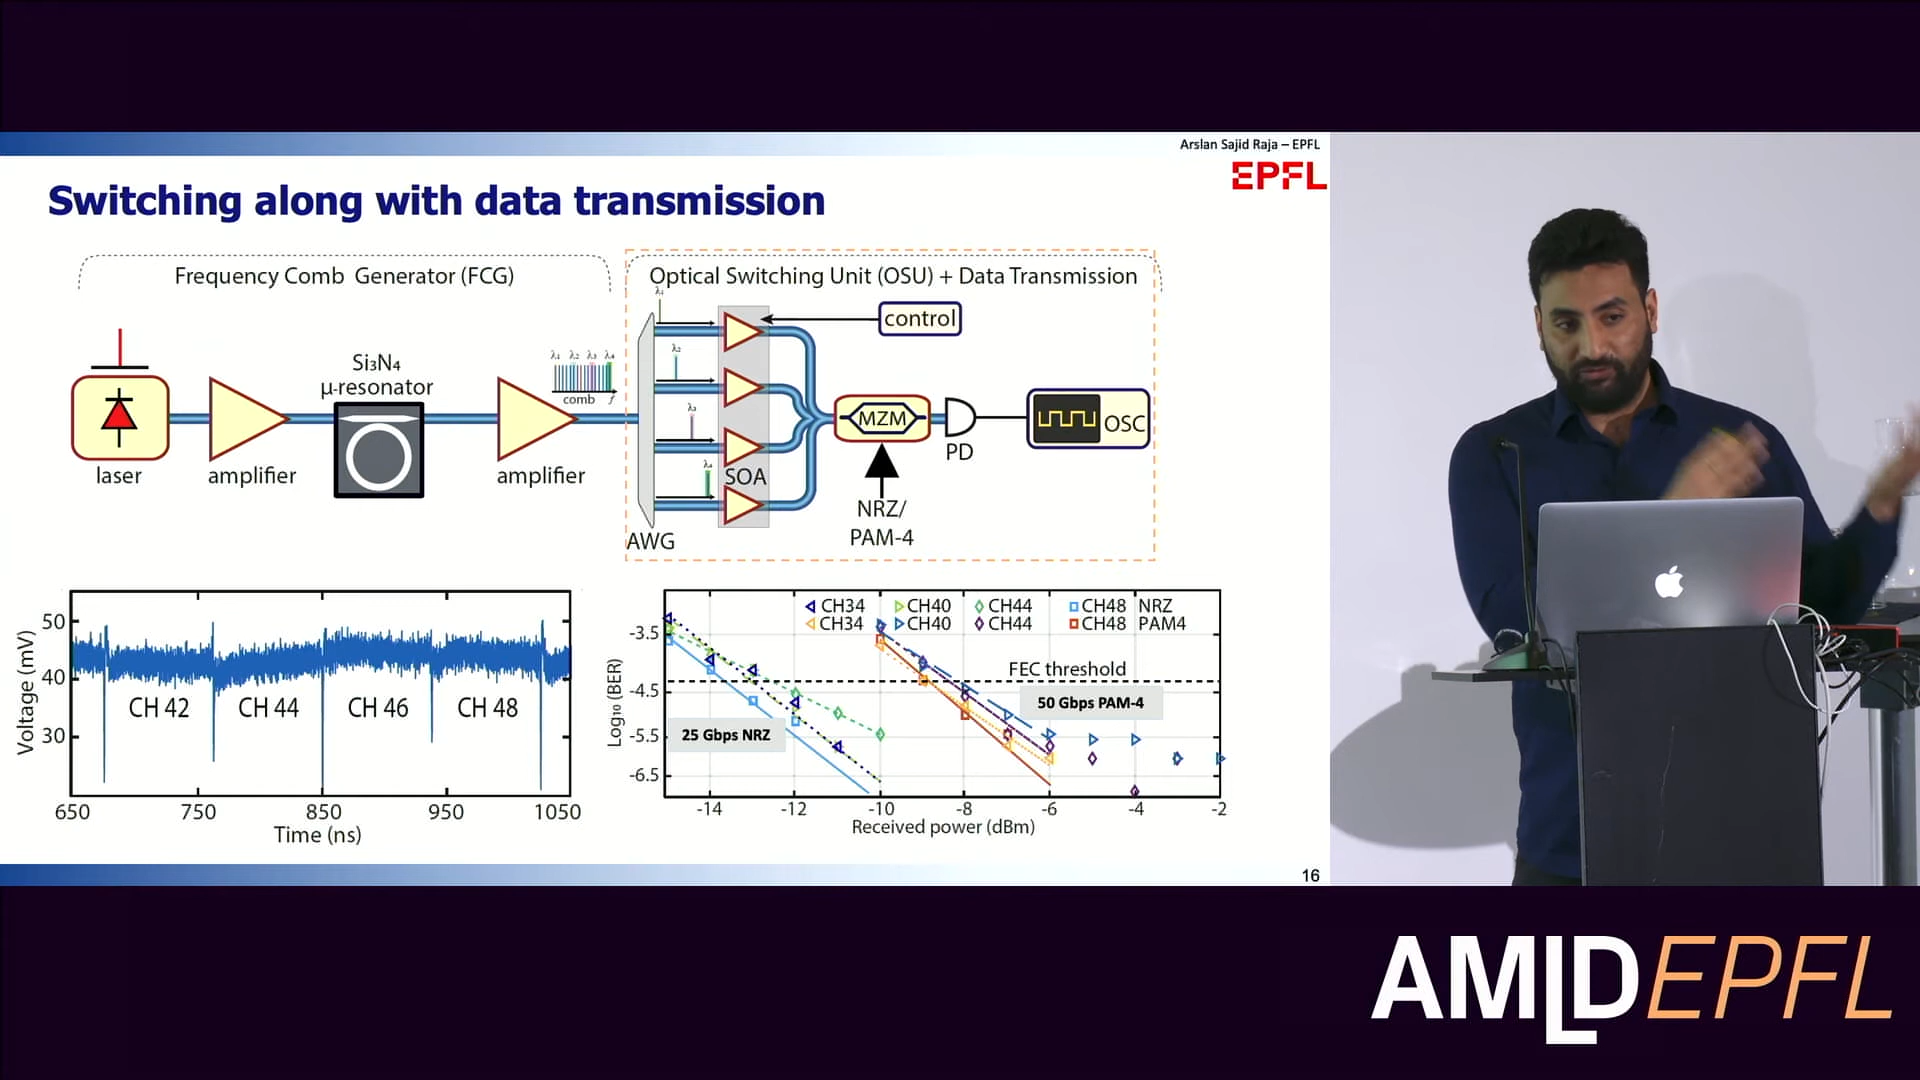 Arslan Sajid Raja – EPFL
EPFL
Switching along with data transmission
Frequency Comb Generator (FCG)
Optical Switching Unit (OSU) + Data Transmission
λ₁
control
λ₁ λ₂ λ₃ λ₄
λ₂
Si₃N₄
μ-resonator
comb f
λ₃
MZM
OSC
PD
laser
amplifier
amplifier
λ₄
SOA
NRZ/
PAM-4
AWG
Voltage (mV)
50
40
30
CH 42
CH 44
CH 46
CH 48
650
750
850
950
1050
Time (ns)
Log₁₀ (BER)
-3.5
-4.5
-5.5
-6.5
CH34 CH40 CH44 CH48 NRZ
CH34 CH40 CH44 CH48 PAM4
FEC threshold
50 Gbps PAM-4
25 Gbps NRZ
-14
-12
-10
-8
-6
-4
-2
Received power (dBm)
16
AMLD EPFL